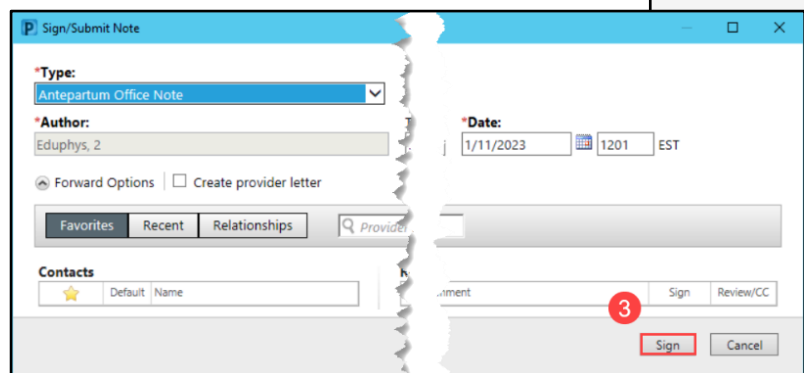 P Sign/Submit Note
*Type:
Antepartum Office Note
*Author: *Date:
Eduphys, 2 1/11/2023 1201 EST
Forward Options Create provider letter
Favorites Recent Relationships Provider
Contacts
Default Name Sign Review/CC
3
Sign Cancel